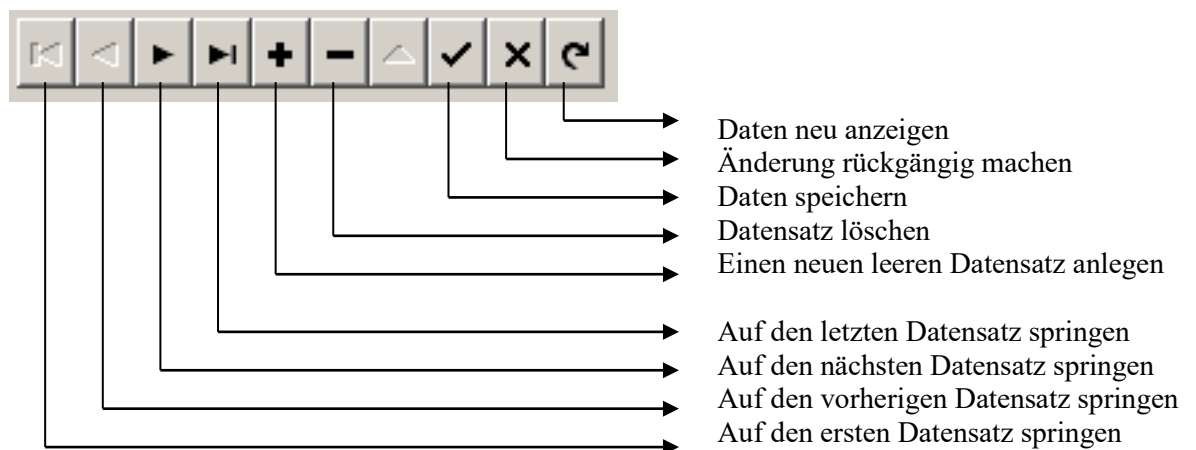 Daten neu anzeigen
Änderung rückgängig machen
Daten speichern
Datensatz löschen
Einen neuen leeren Datensatz anlegen
Auf den letzten Datensatz springen
Auf den nächsten Datensatz springen
Auf den vorherigen Datensatz springen
Auf den ersten Datensatz springen